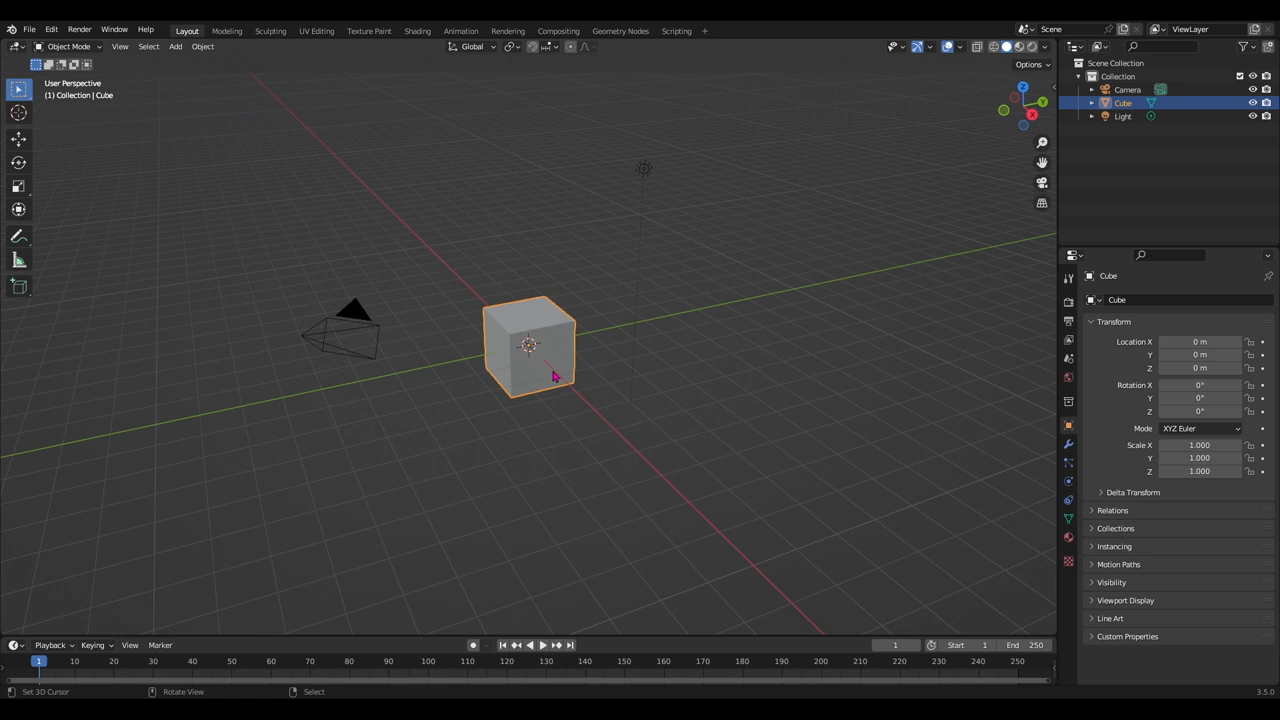 File Edit Render Window Help Layout Modeling Sculpting UV Editing Texture Paint Shading Animation Rendering Compositing Geometry Nodes Scripting + Scene ViewLayer
Object Mode View Select Add Object Global
Options
User Perspective
(1) Collection | Cube
Z
Y
X
Scene Collection
Collection
Camera
Cube
Light
Cube
Cube
Transform
Location X 0 m
Y 0 m
Z 0 m
Rotation X 0°
Y 0°
Z 0°
Mode XYZ Euler
Scale X 1.000
Y 1.000
Z 1.000
Delta Transform
Relations
Collections
Instancing
Motion Paths
Visibility
Viewport Display
Line Art
Custom Properties
Playback Keying View Marker 1 Start 1 End 250
1 10 20 30 40 50 60 70 80 90 100 110 120 130 140 150 160 170 180 190 200 210 220 230 240 250
Set 3D Cursor Rotate View Select 3.5.0